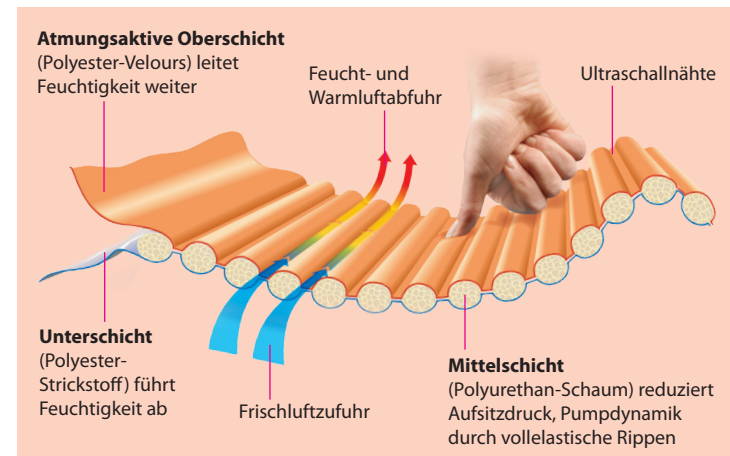 Atmungsaktive Oberschicht
(Polyester-Velours) leitet
Feuchtigkeit weiter
Feucht- und
Warmluftabfuhr
Ultraschallnähte
Unterschicht
(Polyester-
Strickstoff) führt
Feuchtigkeit ab
Frischluftzufuhr
Mittelschicht
(Polyurethan-Schaum) reduziert
Aufsitzdruck, Pumpdynamik
durch vollelastische Rippen